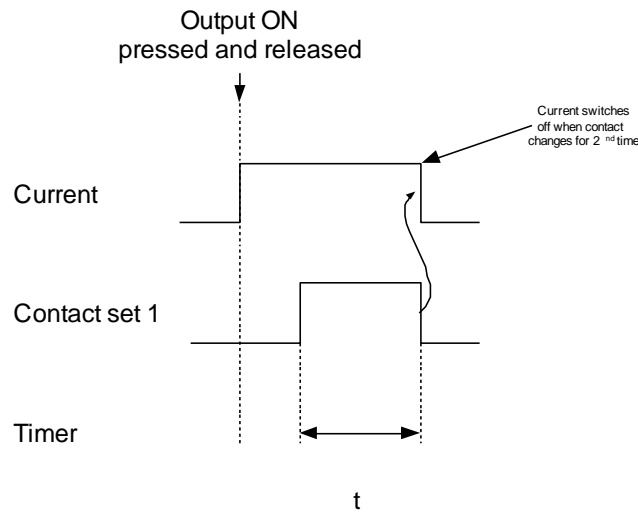 Output ON
pressed and released
Current switches
off when contact
changes for 2 nd time
Current
Contact set 1
Timer
t